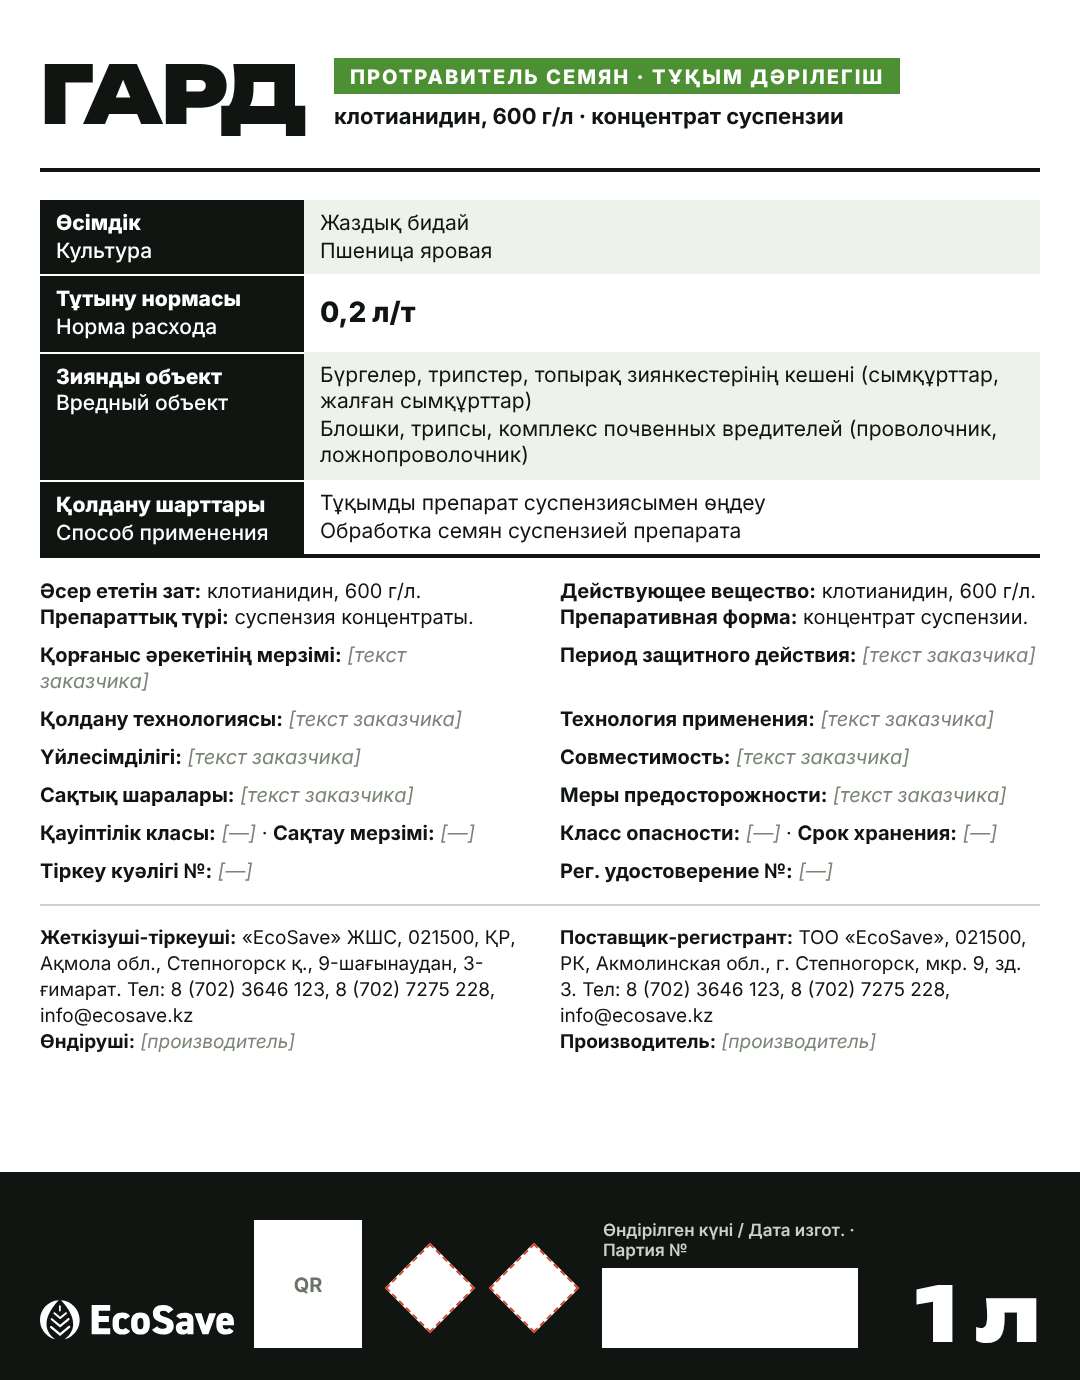 ГАРД
ПРОТРАВИТЕЛЬ СЕМЯН · ТҰҚЫМ ДӘРІЛЕГІШ
клотианидин, 600 г/л · концентрат суспензии
Өсімдік
Культура
Жаздық бидай
Пшеница яровая
Тұтыну нормасы
Норма расхода
0,2 л/т
Зиянды объект
Вредный объект
Бүргелер, трипстер, топырақ зиянкестерінің кешені (сымқұрттар,
жалған сымқұрттар)
Блошки, трипсы, комплекс почвенных вредителей (проволочник,
ложнопроволочник)
Қолдану шарттары
Способ применения
Тұқымды препарат суспензиясымен өңдеу
Обработка семян суспензией препарата
Әсер ететін зат: клотианидин, 600 г/л.
Препараттық түрі: суспензия концентраты.
Қорғаныс әрекетінің мерзімі: [текст
заказчика]
Қолдану технологиясы: [текст заказчика]
Үйлесімділігі: [текст заказчика]
Сақтық шаралары: [текст заказчика]
Қауіптілік класы: [—] · Сақтау мерзімі: [—]
Тіркеу куәлігі №: [—]
Действующее вещество: клотианидин, 600 г/л.
Препаративная форма: концентрат суспензии.
Период защитного действия: [текст заказчика]
Технология применения: [текст заказчика]
Совместимость: [текст заказчика]
Меры предосторожности: [текст заказчика]
Класс опасности: [—] · Срок хранения: [—]
Рег. удостоверение №: [—]
Жеткізуші-тіркеуші: «EcoSave» ЖШС, 021500, ҚР,
Ақмола обл., Степногорск қ., 9-шағынаудан, 3-
ғимарат. Тел: 8 (702) 3646 123, 8 (702) 7275 228,
info@ecosave.kz
Өндіруші: [производитель]
Поставщик-регистрант: ТОО «EcoSave», 021500,
РК, Акмолинская обл., г. Степногорск, мкр. 9, зд.
3. Тел: 8 (702) 3646 123, 8 (702) 7275 228,
info@ecosave.kz
Производитель: [производитель]
EcoSave
QR
Өндірілген күні / Дата изгот. ·
Партия №
1 л